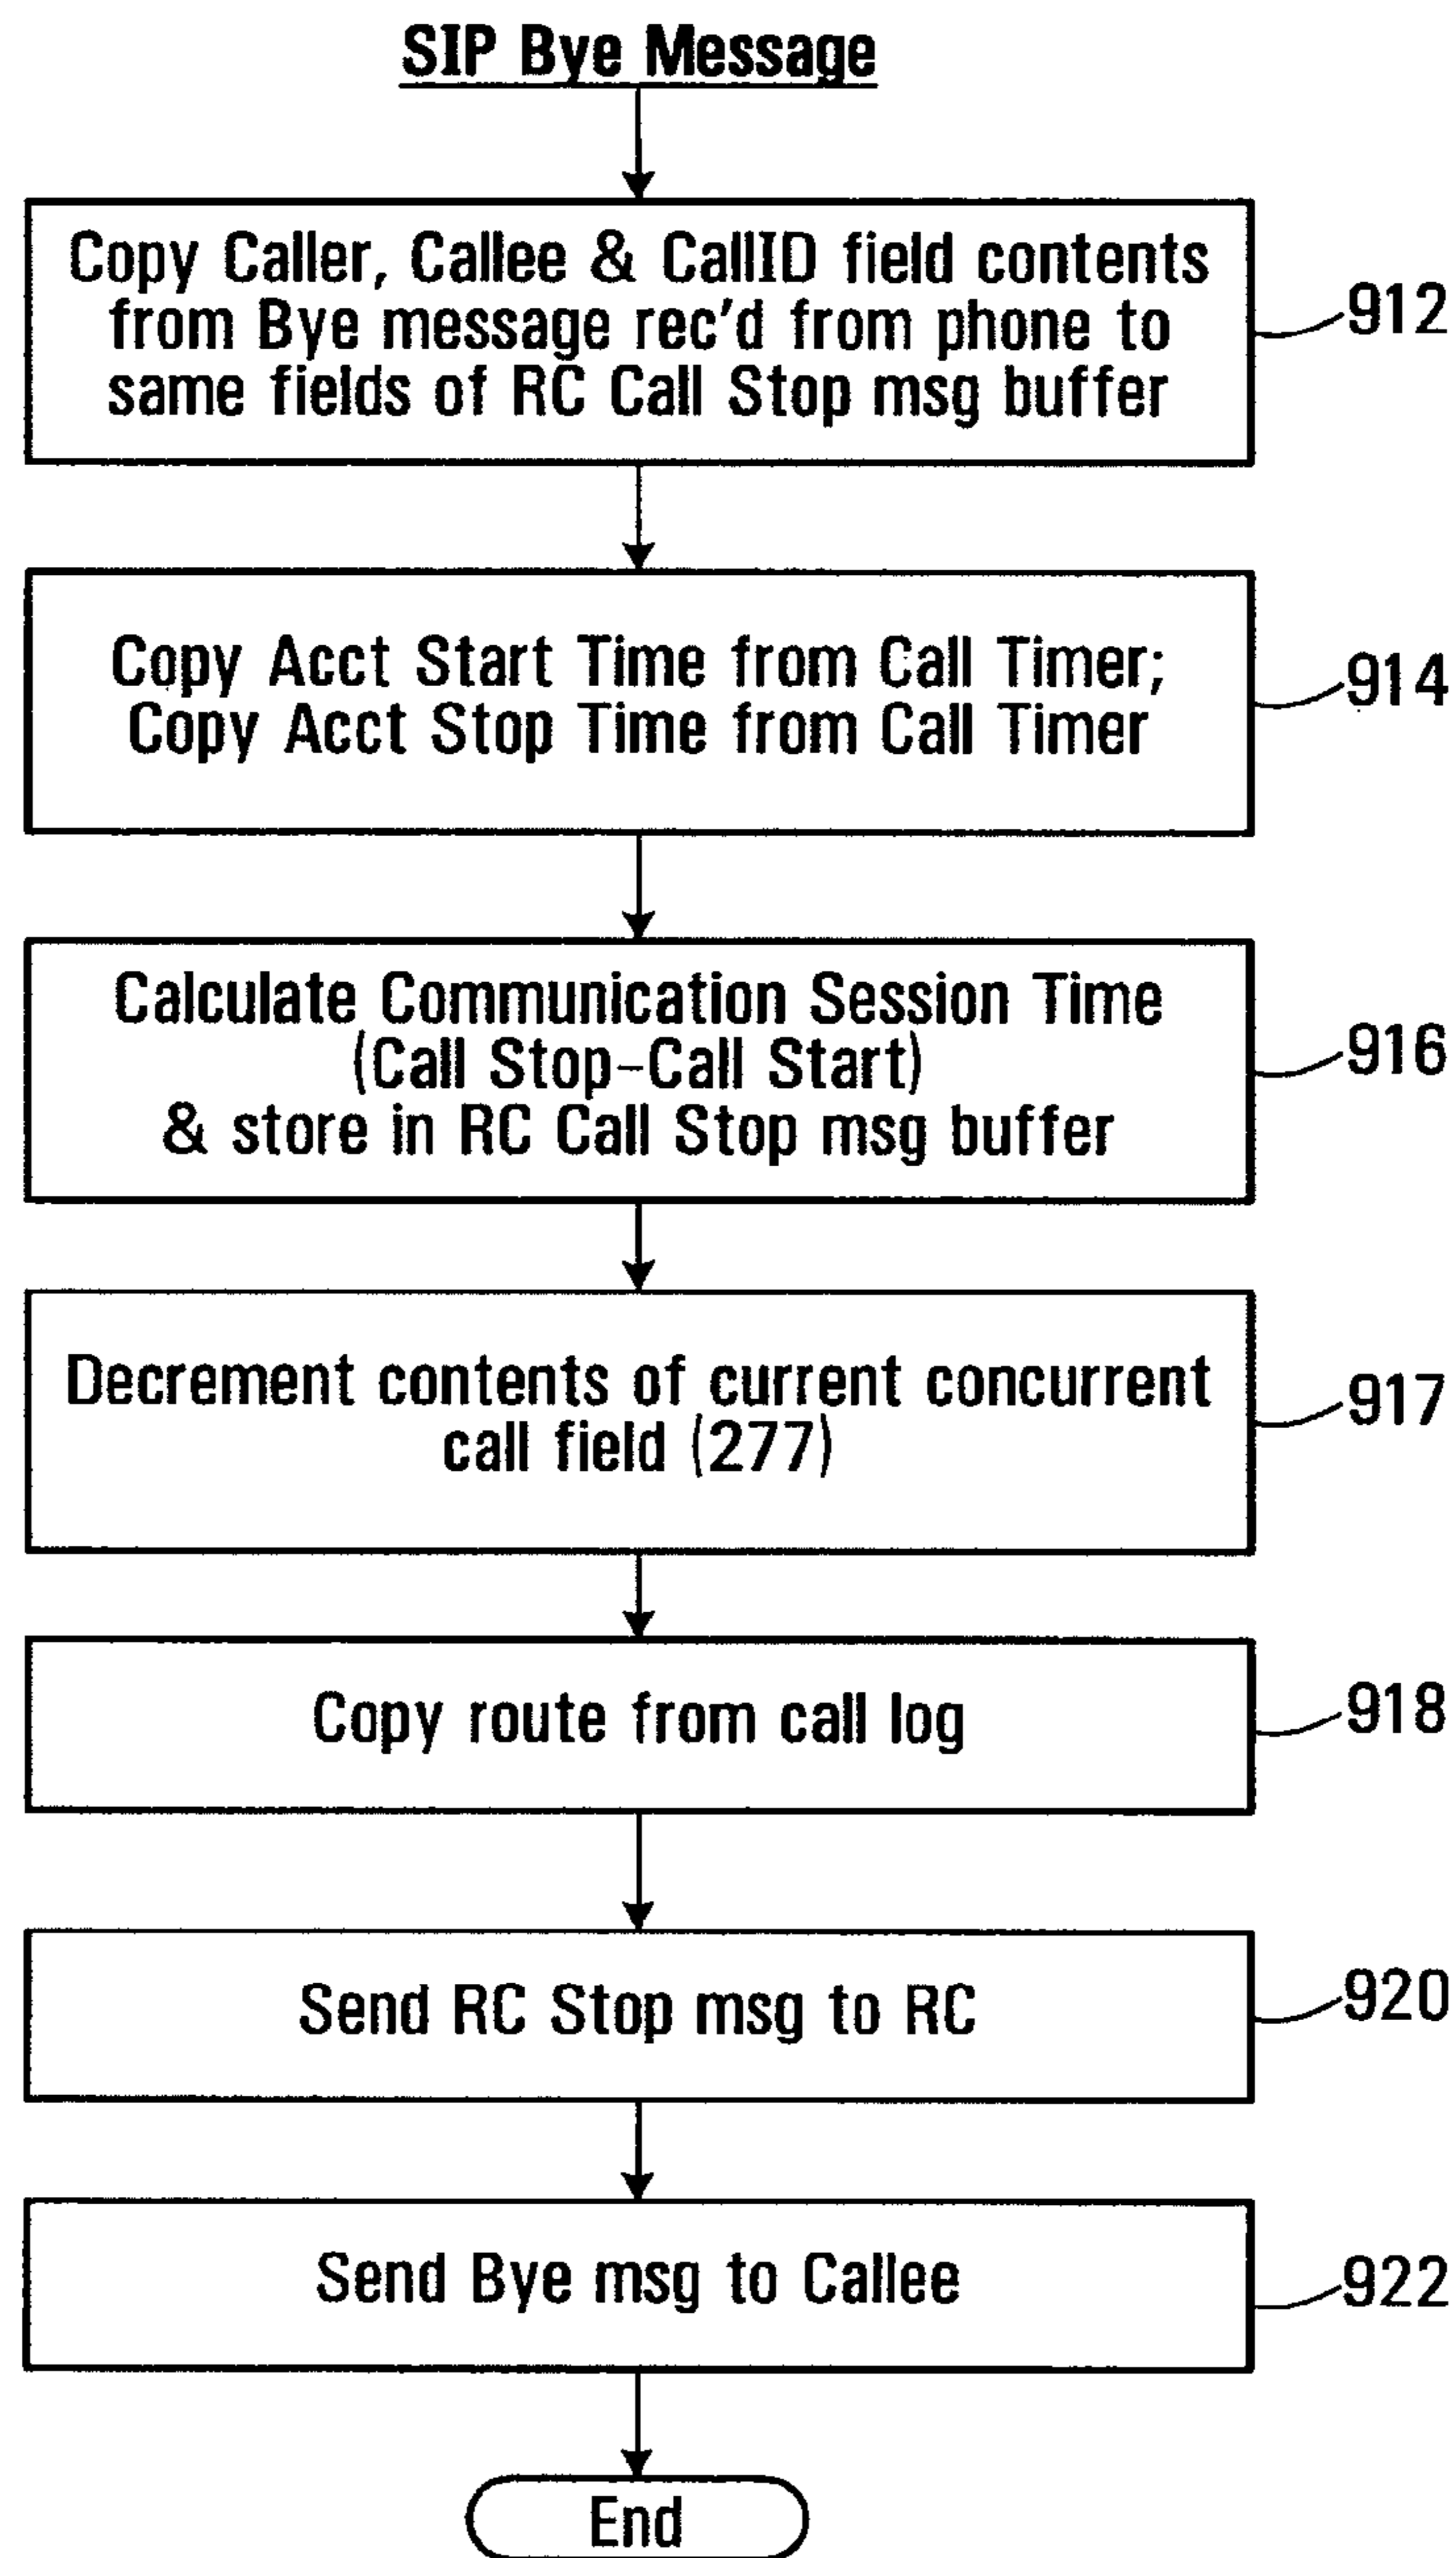 SIP Bye Message
Copy Caller, Callee & CallID field contents
from Bye message rec'd from phone to
same fields of RC Call Stop msg buffer
912
Copy Acct Start Time from Call Timer;
Copy Acct Stop Time from Call Timer
914
Calculate Communication Session Time
(Call Stop-Call Start)
& store in RC Call Stop msg buffer
916
Decrement contents of current concurrent
call field (277)
917
Copy route from call log
918
Send RC Stop msg to RC
920
Send Bye msg to Callee
922
End